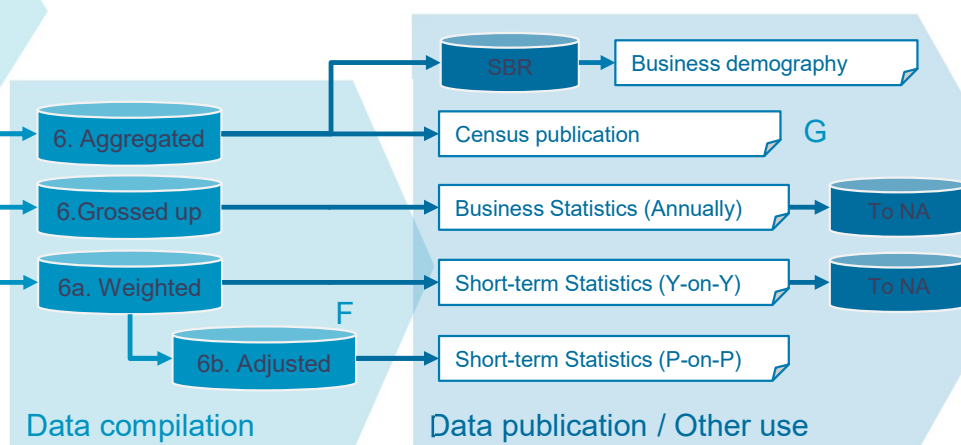 SBR
Business demography
6. Aggregated
Census publication
G
6.Grossed up
Business Statistics (Annually)
To NA
6a. Weighted
Short-term Statistics (Y-on-Y)
To NA
F
6b. Adjusted
Short-term Statistics (P-on-P)
Data compilation
Data publication / Other use